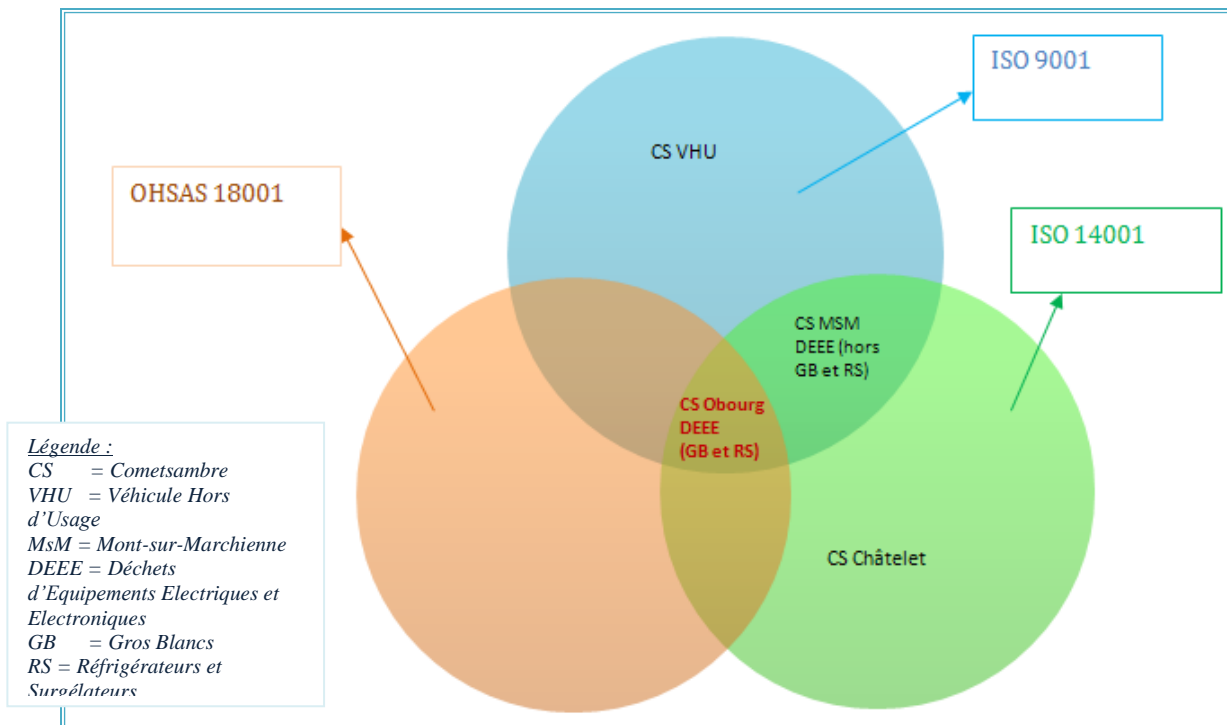 ISO 9001
CS VHU
OHSAS 18001
ISO 14001
CS MSM
DEEE (hors
GB et RS)
CS Obourg
DEEE
(GB et RS)
CS Châtelet
Légende :
CS = Cometsambre
VHU = Véhicule Hors
d'Usage
MsM = Mont-sur-Marchienne
DEEE = Déchets
d'Equipements Electriques et
Electroniques
GB = Gros Blancs
RS = Réfrigérateurs et
Surgélateurs